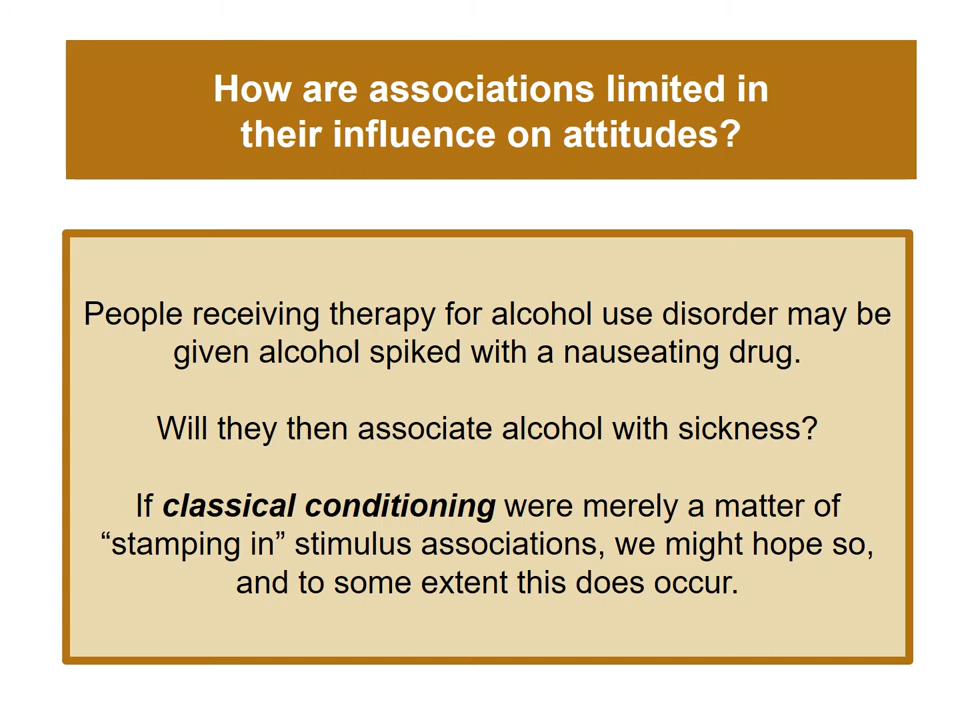 How are associations limited in
their influence on attitudes?
People receiving therapy for alcohol use disorder may be
given alcohol spiked with a nauseating drug.
Will they then associate alcohol with sickness?
If classical conditioning were merely a matter of
“stamping in” stimulus associations, we might hope so,
and to some extent this does occur.